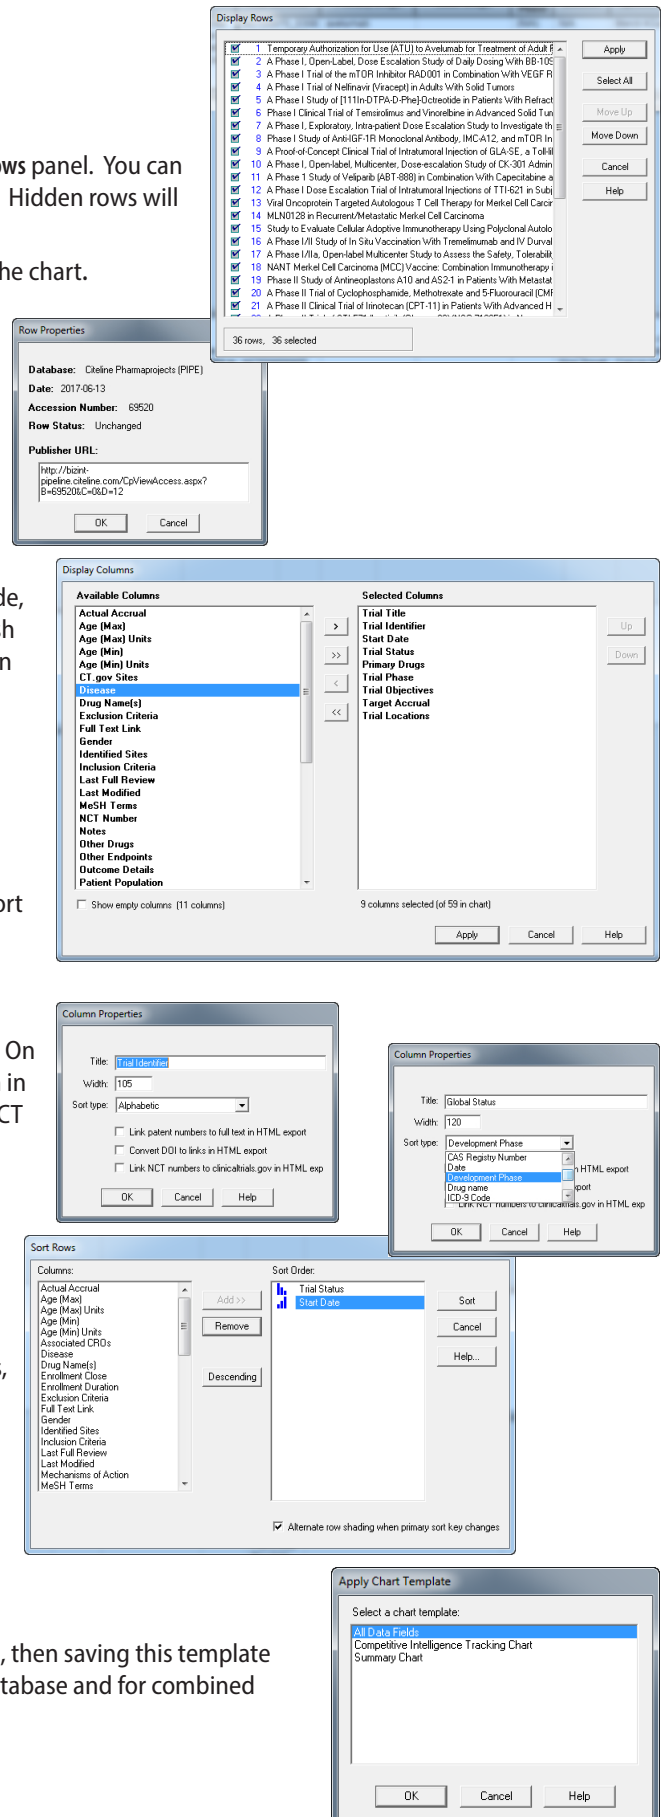 Display Rows
1 Temporary Authorization for Use (ATU) to Avelumab for Treatment of Adult F
2 A Phase I, Open-Label, Dose Escalation Study of Daily Dosing With BB-10S
3 A Phase I Trial of the mTOR Inhibitor RAD001 in Combination With VEGF R
4 A Phase I Trial of Nelfinavir (Viracept) in Adults With Solid Tumors
5 A Phase I Study of [111In-DTPA-D-Phe]-Octreotide in Patients With Refract
6 Phase I Clinical Trial of Temsirolimus and Vinorelbine in Advanced Solid Tun
7 A Phase I, Exploratory, Intra-patient Dose Escalation Study to Investigate th
8 Phase I Study of Anti-IGF-1R Monoclonal Antibody, IMC-A12, and mTOR In
9 A Proof-of-Concept Clinical Trial of Intratumoral Injection of GLA-SE, a Toll-lil
10 A Phase I, Open-label, Multicenter, Dose-escalation Study of CK-301 Admin
11 A Phase 1 Study of Veliparib (ABT-888) in Combination With Capecitabine a
12 A Phase I Dose Escalation Trial of Intratumoral Injections of TTI-621 in Subj
13 Viral Oncoprotein Targeted Autologous T Cell Therapy for Merkel Cell Carcir
14 MLN0128 in Recurrent/Metastatic Merkel Cell Carcinoma
15 Study to Evaluate Cellular Adoptive Immunotherapy Using Polyclonal Autolo
16 A Phase I/II Study of In Situ Vaccination With Tremelimumab and IV Durval
17 A Phase I/IIa, Open-label Multicenter Study to Assess the Safety, Tolerabilit
18 NANT Merkel Cell Carcinoma (MCC) Vaccine: Combination Immunotherapy i
19 Phase II Study of Antineoplastons A10 and AS2-1 in Patients With Metastat
20 A Phase II Trial of Cyclophosphamide, Methotrexate and 5-Fluorouracil (CMF
21 A Phase II Clinical Trial of Irinotecan (CPT-11) in Patients With Advanced H
36 rows, 36 selected
Apply
Select All
Move Up
Move Down
Cancel
Help
ows panel. You can
Hidden rows will
he chart.
Row Properties
Database: Citeline Pharmaprojects (PIPE)
Date: 2017-06-13
Accession Number: 69520
Row Status: Unchanged
Publisher URL:
http://bizint-
pipeline.citeline.com/CpViewAccess.aspx?
B=69520&C=0&D=12
OK Cancel
Display Columns
Available Columns
Actual Accrual
Age (Max)
Age (Max) Units
Age (Min)
Age (Min) Units
CT.gov Sites
Disease
Drug Name(s)
Exclusion Criteria
Full Text Link
Gender
Identified Sites
Inclusion Criteria
Last Full Review
Last Modified
MeSH Terms
NCT Number
Notes
Other Drugs
Other Endpoints
Outcome Details
Patient Population
Show empty columns (11 columns)
>
>>
<
<<
Selected Columns
Trial Title
Trial Identifier
Start Date
Trial Status
Primary Drugs
Trial Phase
Trial Objectives
Target Accrual
Trial Locations
Up
Down
9 columns selected (of 59 in chart)
Apply Cancel Help
de,
sh
n
ort
On
in
CT
Column Properties
Title: Trial Identifier
Width: 105
Sort type: Alphabetic
Link patent numbers to full text in HTML export
Convert DOI to links in HTML export
Link NCT numbers to clinicaltrials.gov in HTML exp
OK Cancel Help
Column Properties
Title: Global Status
Width: 120
Sort type: Development Phase
CAS Registry Number
Date
Development Phase
Drug name
ICD-9 Code
n HTML export
xport
Link NCT numbers to clinicaltrials.gov in HTML exp
OK Cancel Help
Sort Rows
Columns:
Actual Accrual
Age (Max)
Age (Max) Units
Age (Min)
Age (Min) Units
Associated CROs
Disease
Drug Name(s)
Enrollment Close
Enrollment Duration
Exclusion Criteria
Full Text Link
Gender
Identified Sites
Inclusion Criteria
Last Full Review
Last Modified
Mechanisms of Action
MeSH Terms
Add >>
Remove
Descending
Sort Order:
Trial Status
Start Date
Sort
Cancel
Help...
Alternate row shading when primary sort key changes
s,
Apply Chart Template
Select a chart template:
All Data Fields
Competitive Intelligence Tracking Chart
Summary Chart
OK Cancel Help
, then saving this template
tabase and for combined